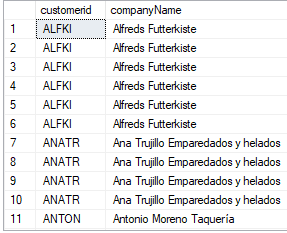 customerid companyName
1 ALFKI Alfreds Futterkiste
2 ALFKI Alfreds Futterkiste
3 ALFKI Alfreds Futterkiste
4 ALFKI Alfreds Futterkiste
5 ALFKI Alfreds Futterkiste
6 ALFKI Alfreds Futterkiste
7 ANATR Ana Trujillo Emparedados y helados
8 ANATR Ana Trujillo Emparedados y helados
9 ANATR Ana Trujillo Emparedados y helados
10 ANATR Ana Trujillo Emparedados y helados
11 ANTON Antonio Moreno Taquería